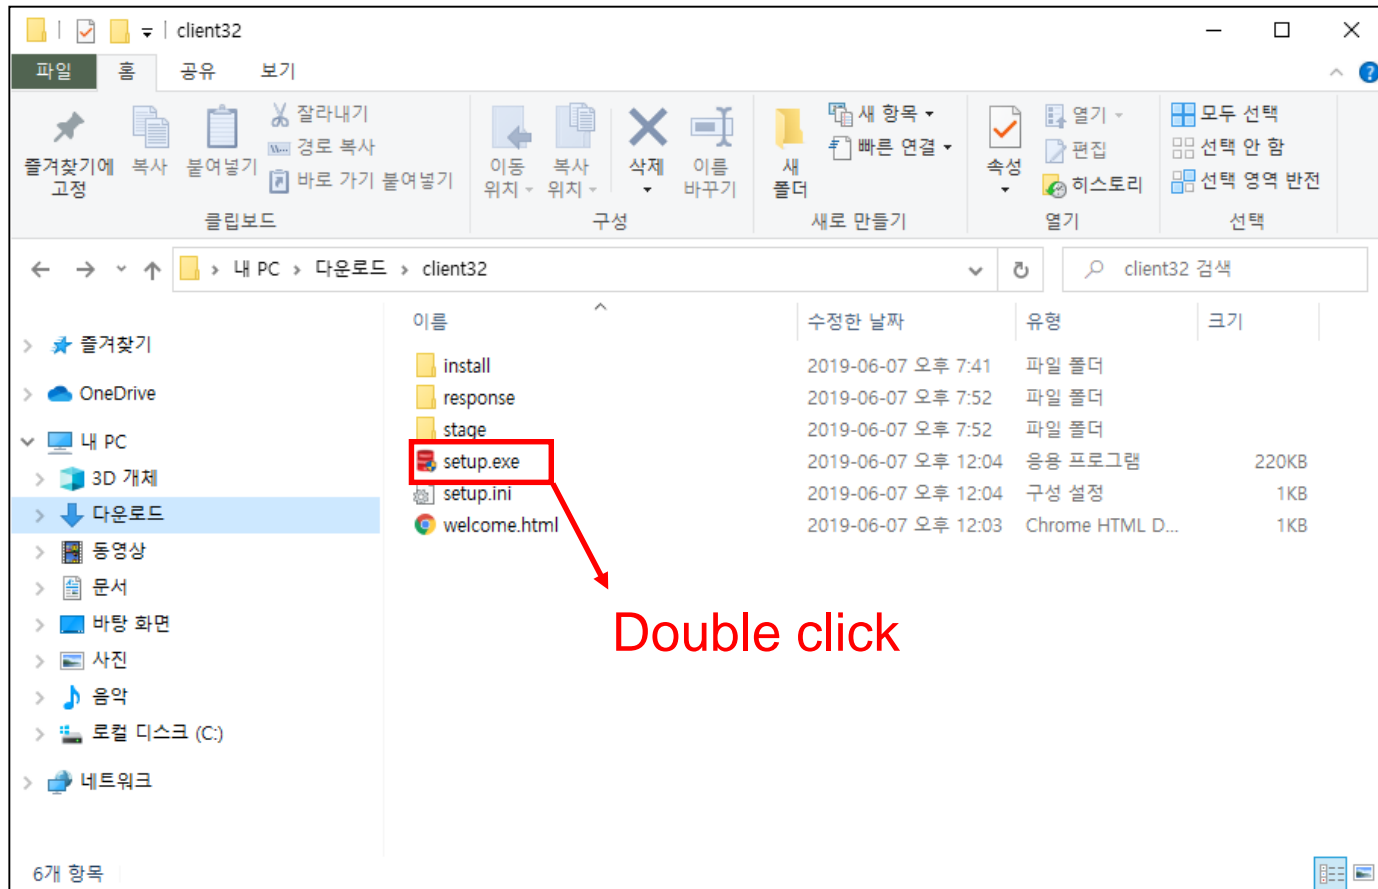 client32
파일 홈 공유 보기
즐겨찾기에 고정
복사
붙여넣기
잘라내기
경로 복사
바로 가기 붙여넣기
클립보드
이동 위치
복사 위치
삭제
이름 바꾸기
구성
새 폴더
새 항목
빠른 연결
새로 만들기
속성
열기
편집
히스토리
열기
모두 선택
선택 안 함
선택 영역 반전
선택
내 PC > 다운로드 > client32
client32 검색
즐겨찾기
OneDrive
내 PC
3D 개체
다운로드
동영상
문서
바탕 화면
사진
음악
로컬 디스크 (C:)
네트워크
이름 수정한 날짜 유형 크기
install 2019-06-07 오후 7:41 파일 폴더
response 2019-06-07 오후 7:52 파일 폴더
stage 2019-06-07 오후 7:52 파일 폴더
setup.exe 2019-06-07 오후 12:04 응용 프로그램 220KB
setup.ini 2019-06-07 오후 12:04 구성 설정 1KB
welcome.html 2019-06-07 오후 12:03 Chrome HTML D... 1KB
Double click
6개 항목